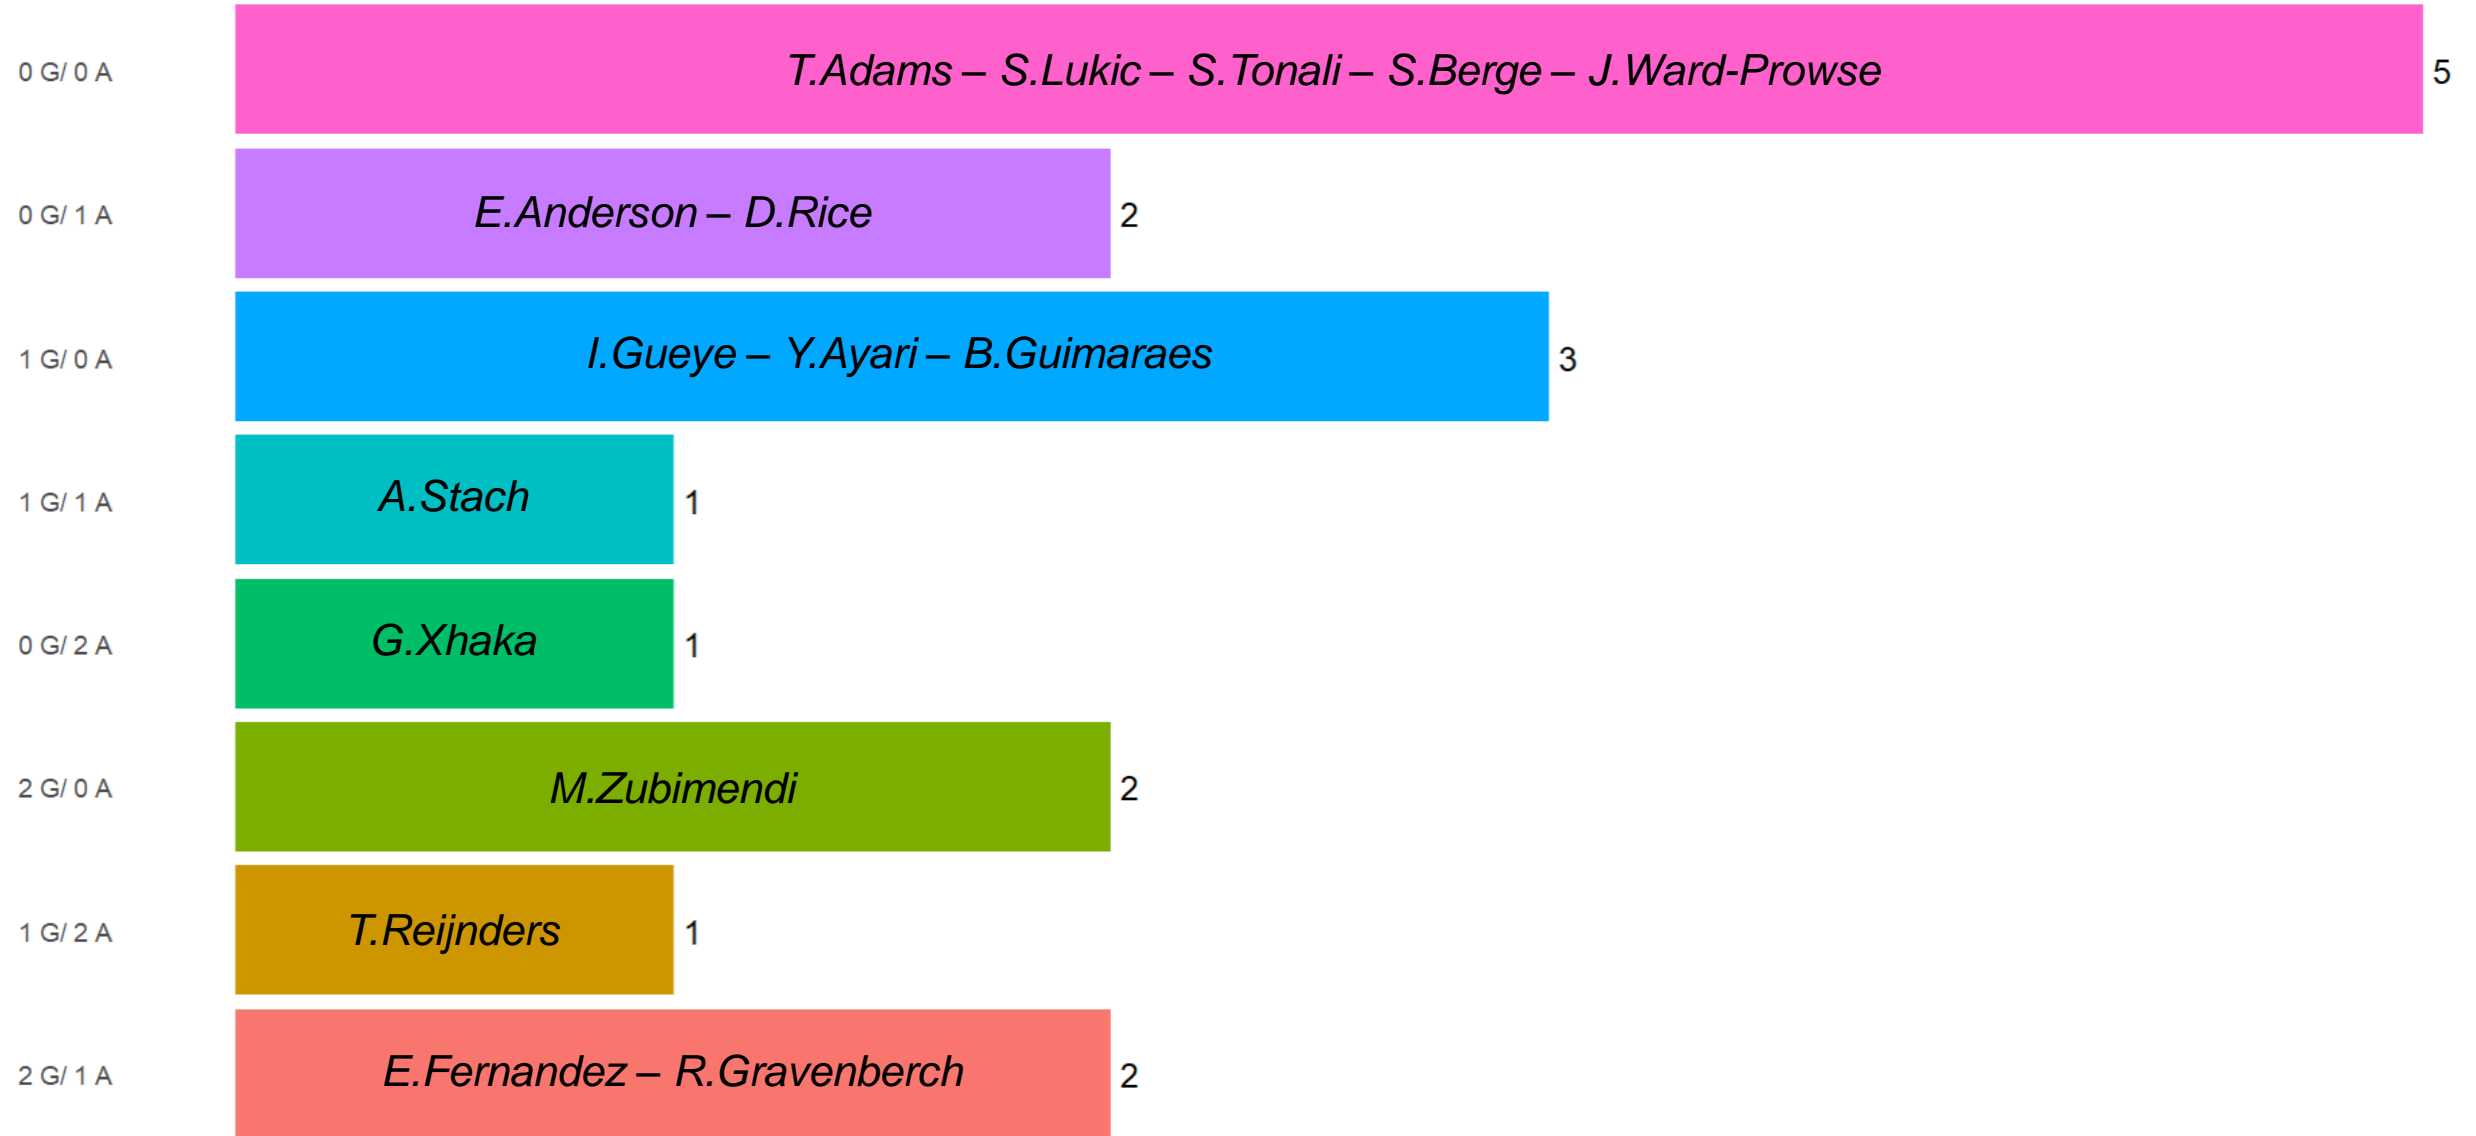 0 G/ 0 A T.Adams – S.Lukic – S.Tonali – S.Berge – J.Ward-Prowse 5
0 G/ 1 A E.Anderson – D.Rice 2
1 G/ 0 A I.Gueye – Y.Ayari – B.Guimaraes 3
1 G/ 1 A A.Stach 1
0 G/ 2 A G.Xhaka 1
2 G/ 0 A M.Zubimendi 2
1 G/ 2 A T.Reijnders 1
2 G/ 1 A E.Fernandez – R.Gravenberch 2